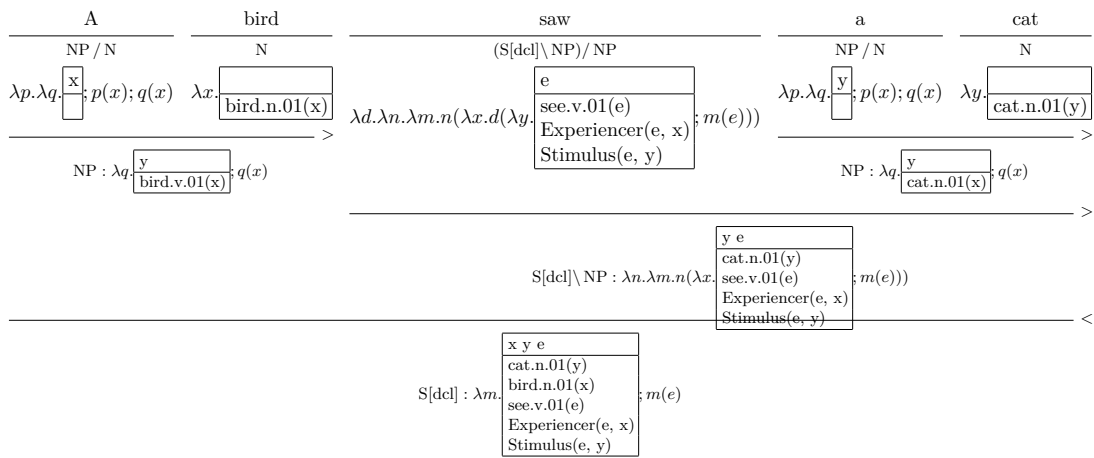 A bird saw a cat
NP / N N (S[dcl]\ NP)/ NP NP / N N
x e y
λp.λq. ; p(x); q(x) λx. bird.n.01(x) λd.λn.λm.n(λx.d(λy. see.v.01(e) ; m(e))) λp.λq. ; p(x); q(x) λy. cat.n.01(y)
Experiencer(e, x)
Stimulus(e, y)
> >
y y
NP : λq. bird.v.01(x) ; q(x) NP : λq. cat.n.01(x) ; q(x)
>
y e
cat.n.01(y)
S[dcl]\ NP : λn.λm.n(λx. see.v.01(e) ; m(e)))
Experiencer(e, x)
Stimulus(e, y)
<
x y e
cat.n.01(y)
bird.n.01(x)
S[dcl] : λm. see.v.01(e) ; m(e)
Experiencer(e, x)
Stimulus(e, y)